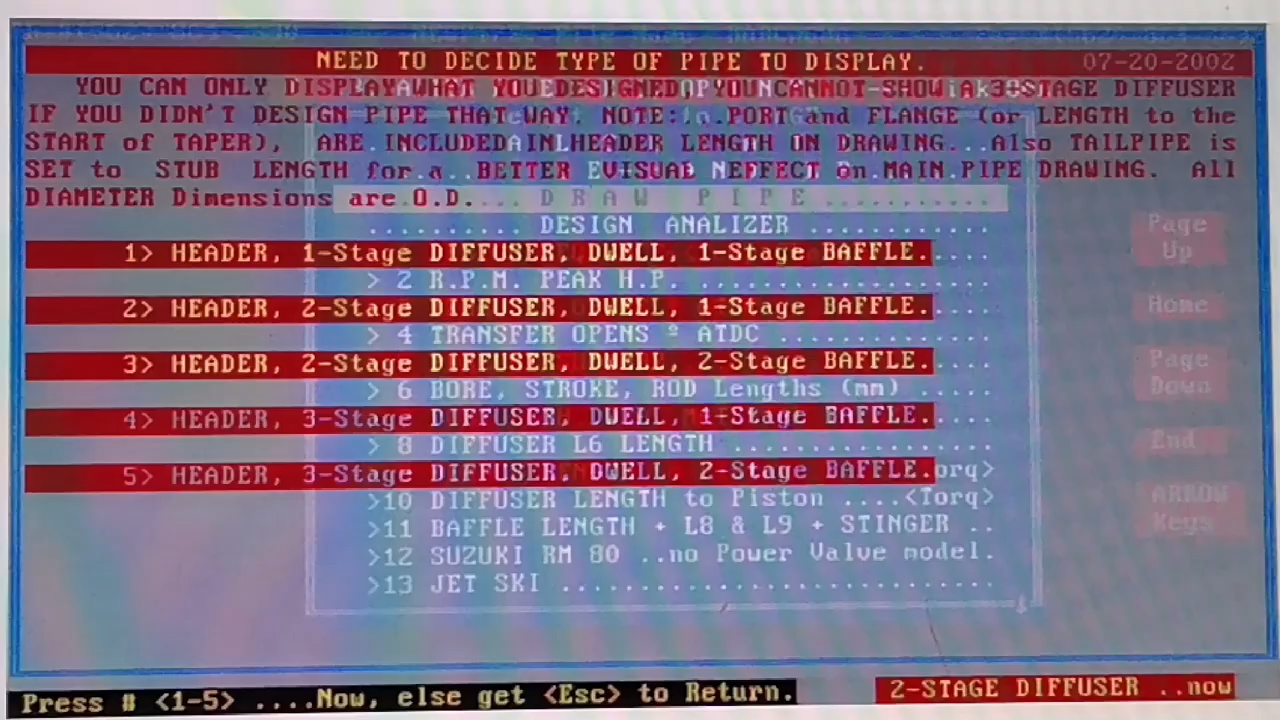 NEED TO DECIDE TYPE OF PIPE TO DISPLAY. 07-20-2002
YOU CAN ONLY DISPLAY WHAT YOU DESIGNED, YOU CANNOT SHOW 3-STAGE DIFFUSER
IF YOU DIDN'T DESIGN PIPE THAT WAY. NOTE: PORT and FLANGE (or LENGTH to the
START of TAPER), ARE INCLUDED IN HEADER LENGTH ON DRAWING...Also TAILPIPE is
SET to STUB LENGTH for a BETTER VISUAL EFFECT on MAIN PIPE DRAWING. All
DIAMETER Dimensions are O.D.... DRAW PIPE ...........
.......... DESIGN ANALIZER ............
Page Up
1> HEADER, 1-Stage DIFFUSER, DWELL, 1-Stage BAFFLE.....
> 2 R.P.M. PEAK H.P. ...................
2> HEADER, 2-Stage DIFFUSER, DWELL, 1-Stage BAFFLE.....
Home
> 4 TRANSFER OPENS º ATDC .............
3> HEADER, 2-Stage DIFFUSER, DWELL, 2-Stage BAFFLE.....
Page Down
> 6 BORE, STROKE, ROD Lengths (mm) .....
4> HEADER, 3-Stage DIFFUSER, DWELL, 1-Stage BAFFLE.....
> 8 DIFFUSER L6 LENGTH .................
End
5> HEADER, 3-Stage DIFFUSER, DWELL, 2-Stage BAFFLE.orq>
>10 DIFFUSER LENGTH to Piston ....<Torq>
ARROW Keys
>11 BAFFLE LENGTH + L8 & L9 + STINGER ..
>12 SUZUKI RM 80 ..no Power Valve model.
>13 JET SKI ............................
Press # <1-5> ....Now, else get <Esc> to Return.
2-STAGE DIFFUSER ..now